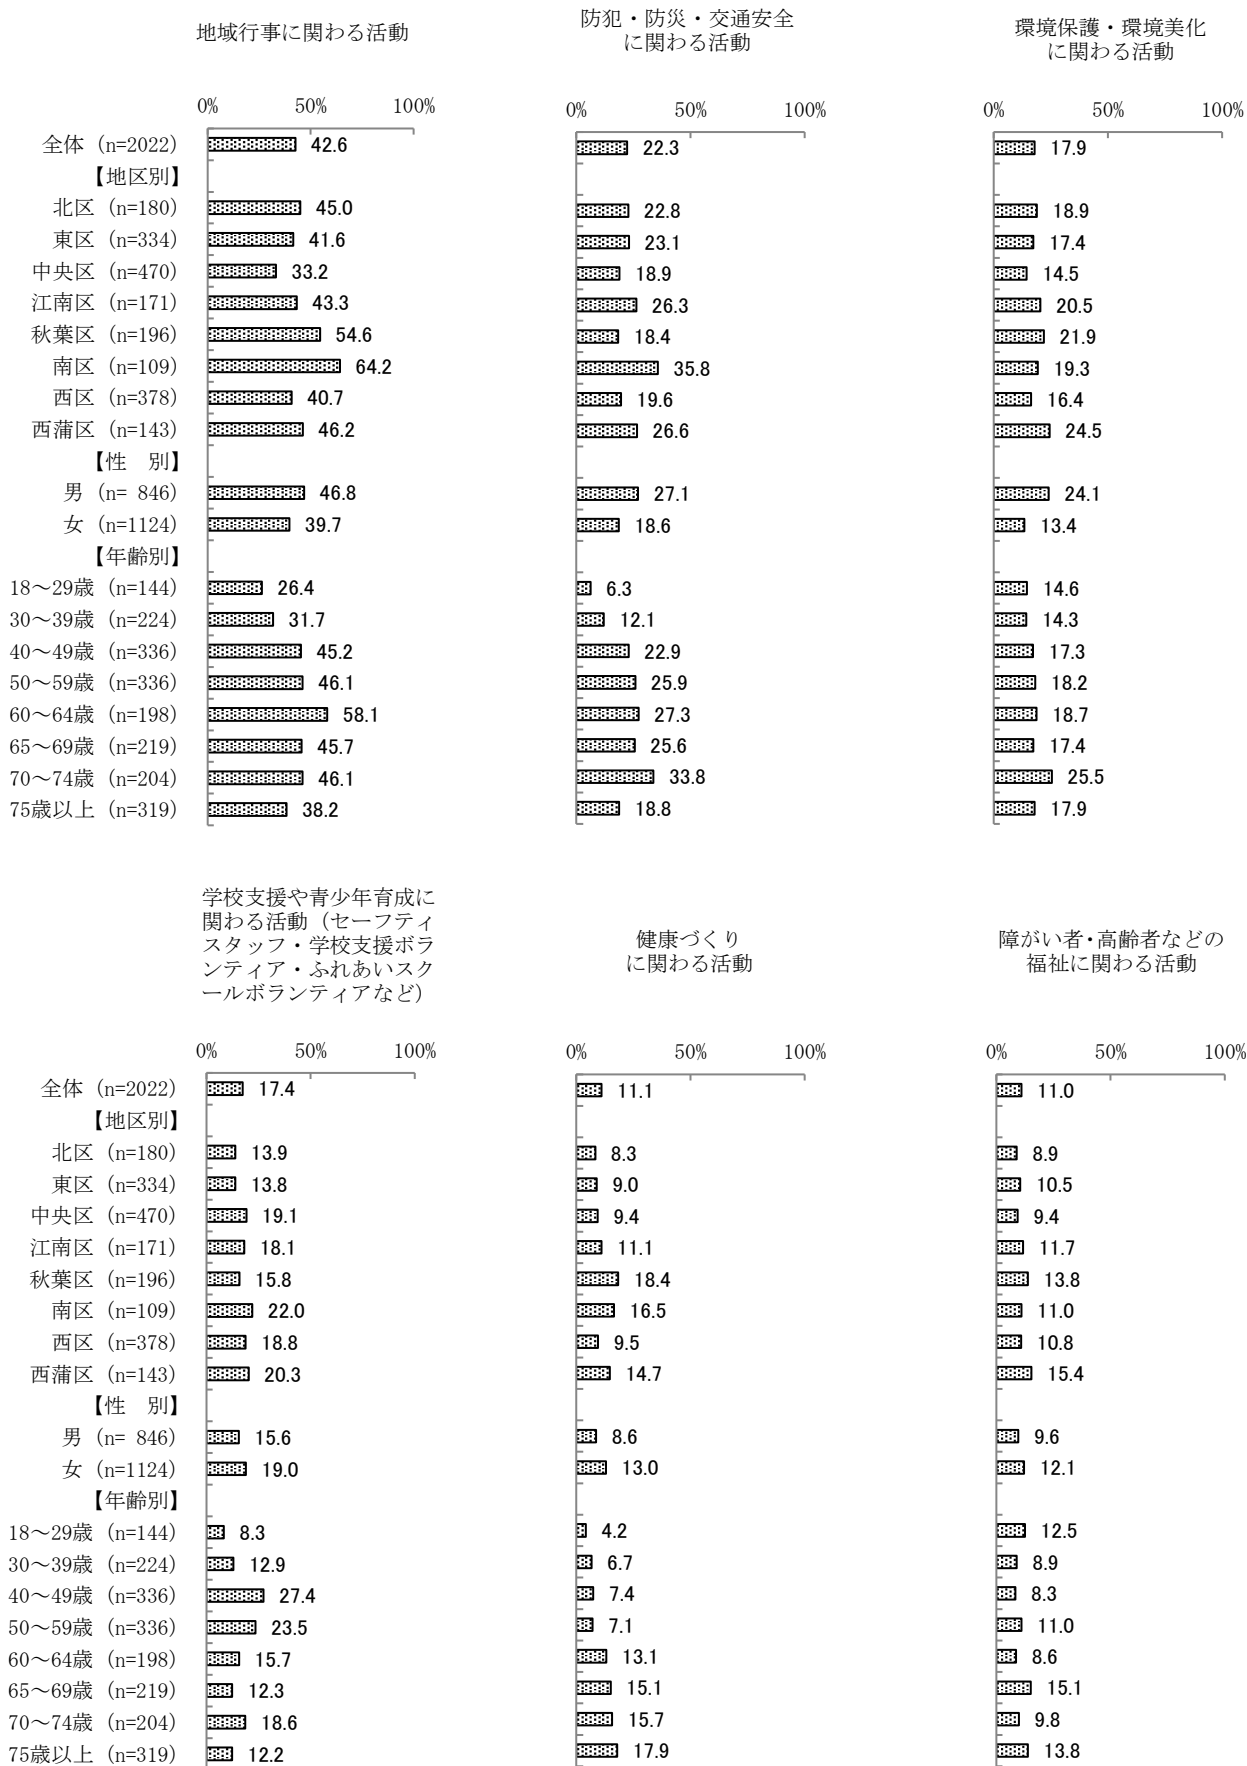 地域行事に関わる活動
防犯・防災・交通安全
に関わる活動
環境保護・環境美化
に関わる活動
0% 50% 100% 0% 50% 100% 0% 50% 100%
全体 (n=2022) 42.6 22.3 17.9
【地区別】
北区 (n=180) 45.0 22.8 18.9
東区 (n=334) 41.6 23.1 17.4
中央区 (n=470) 33.2 18.9 14.5
江南区 (n=171) 43.3 26.3 20.5
秋葉区 (n=196) 54.6 18.4 21.9
南区 (n=109) 64.2 35.8 19.3
西区 (n=378) 40.7 19.6 16.4
西蒲区 (n=143) 46.2 26.6 24.5
【性　別】
男 (n= 846) 46.8 27.1 24.1
女 (n=1124) 39.7 18.6 13.4
【年齢別】
18～29歳 (n=144) 26.4 6.3 14.6
30～39歳 (n=224) 31.7 12.1 14.3
40～49歳 (n=336) 45.2 22.9 17.3
50～59歳 (n=336) 46.1 25.9 18.2
60～64歳 (n=198) 58.1 27.3 18.7
65～69歳 (n=219) 45.7 25.6 17.4
70～74歳 (n=204) 46.1 33.8 25.5
75歳以上 (n=319) 38.2 18.8 17.9
学校支援や青少年育成に
関わる活動（セーフティ
スタッフ・学校支援ボラ
ンティア・ふれあいスク
ールボランティアなど）
健康づくり
に関わる活動
障がい者・高齢者などの
福祉に関わる活動
0% 50% 100% 0% 50% 100% 0% 50% 100%
全体 (n=2022) 17.4 11.1 11.0
【地区別】
北区 (n=180) 13.9 8.3 8.9
東区 (n=334) 13.8 9.0 10.5
中央区 (n=470) 19.1 9.4 9.4
江南区 (n=171) 18.1 11.1 11.7
秋葉区 (n=196) 15.8 18.4 13.8
南区 (n=109) 22.0 16.5 11.0
西区 (n=378) 18.8 9.5 10.8
西蒲区 (n=143) 20.3 14.7 15.4
【性　別】
男 (n= 846) 15.6 8.6 9.6
女 (n=1124) 19.0 13.0 12.1
【年齢別】
18～29歳 (n=144) 8.3 4.2 12.5
30～39歳 (n=224) 12.9 6.7 8.9
40～49歳 (n=336) 27.4 7.4 8.3
50～59歳 (n=336) 23.5 7.1 11.0
60～64歳 (n=198) 15.7 13.1 8.6
65～69歳 (n=219) 12.3 15.1 15.1
70～74歳 (n=204) 18.6 15.7 9.8
75歳以上 (n=319) 12.2 17.9 13.8